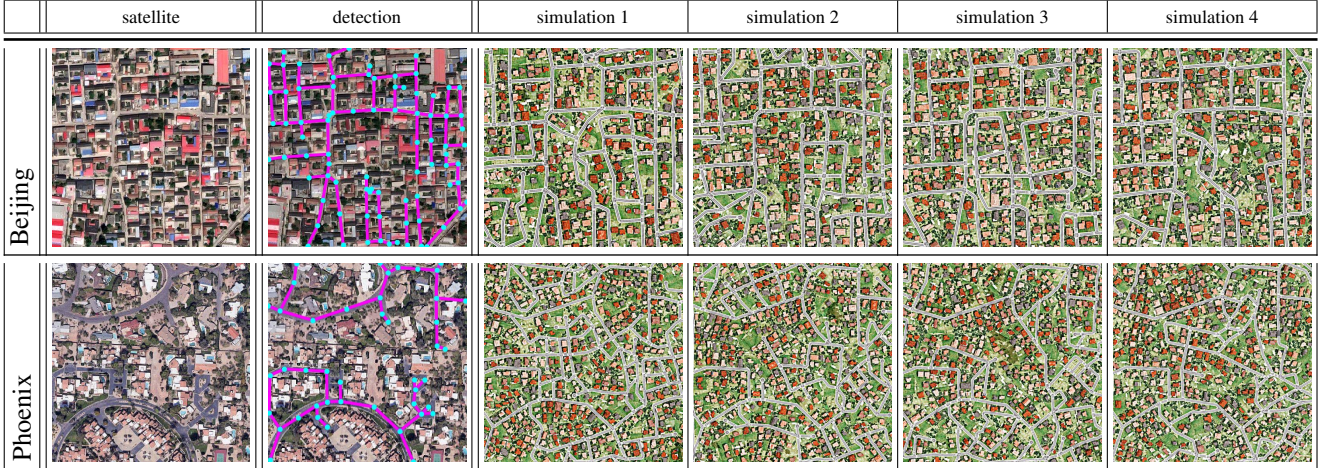 satellite detection simulation 1 simulation 2 simulation 3 simulation 4
Beijing
Phoenix